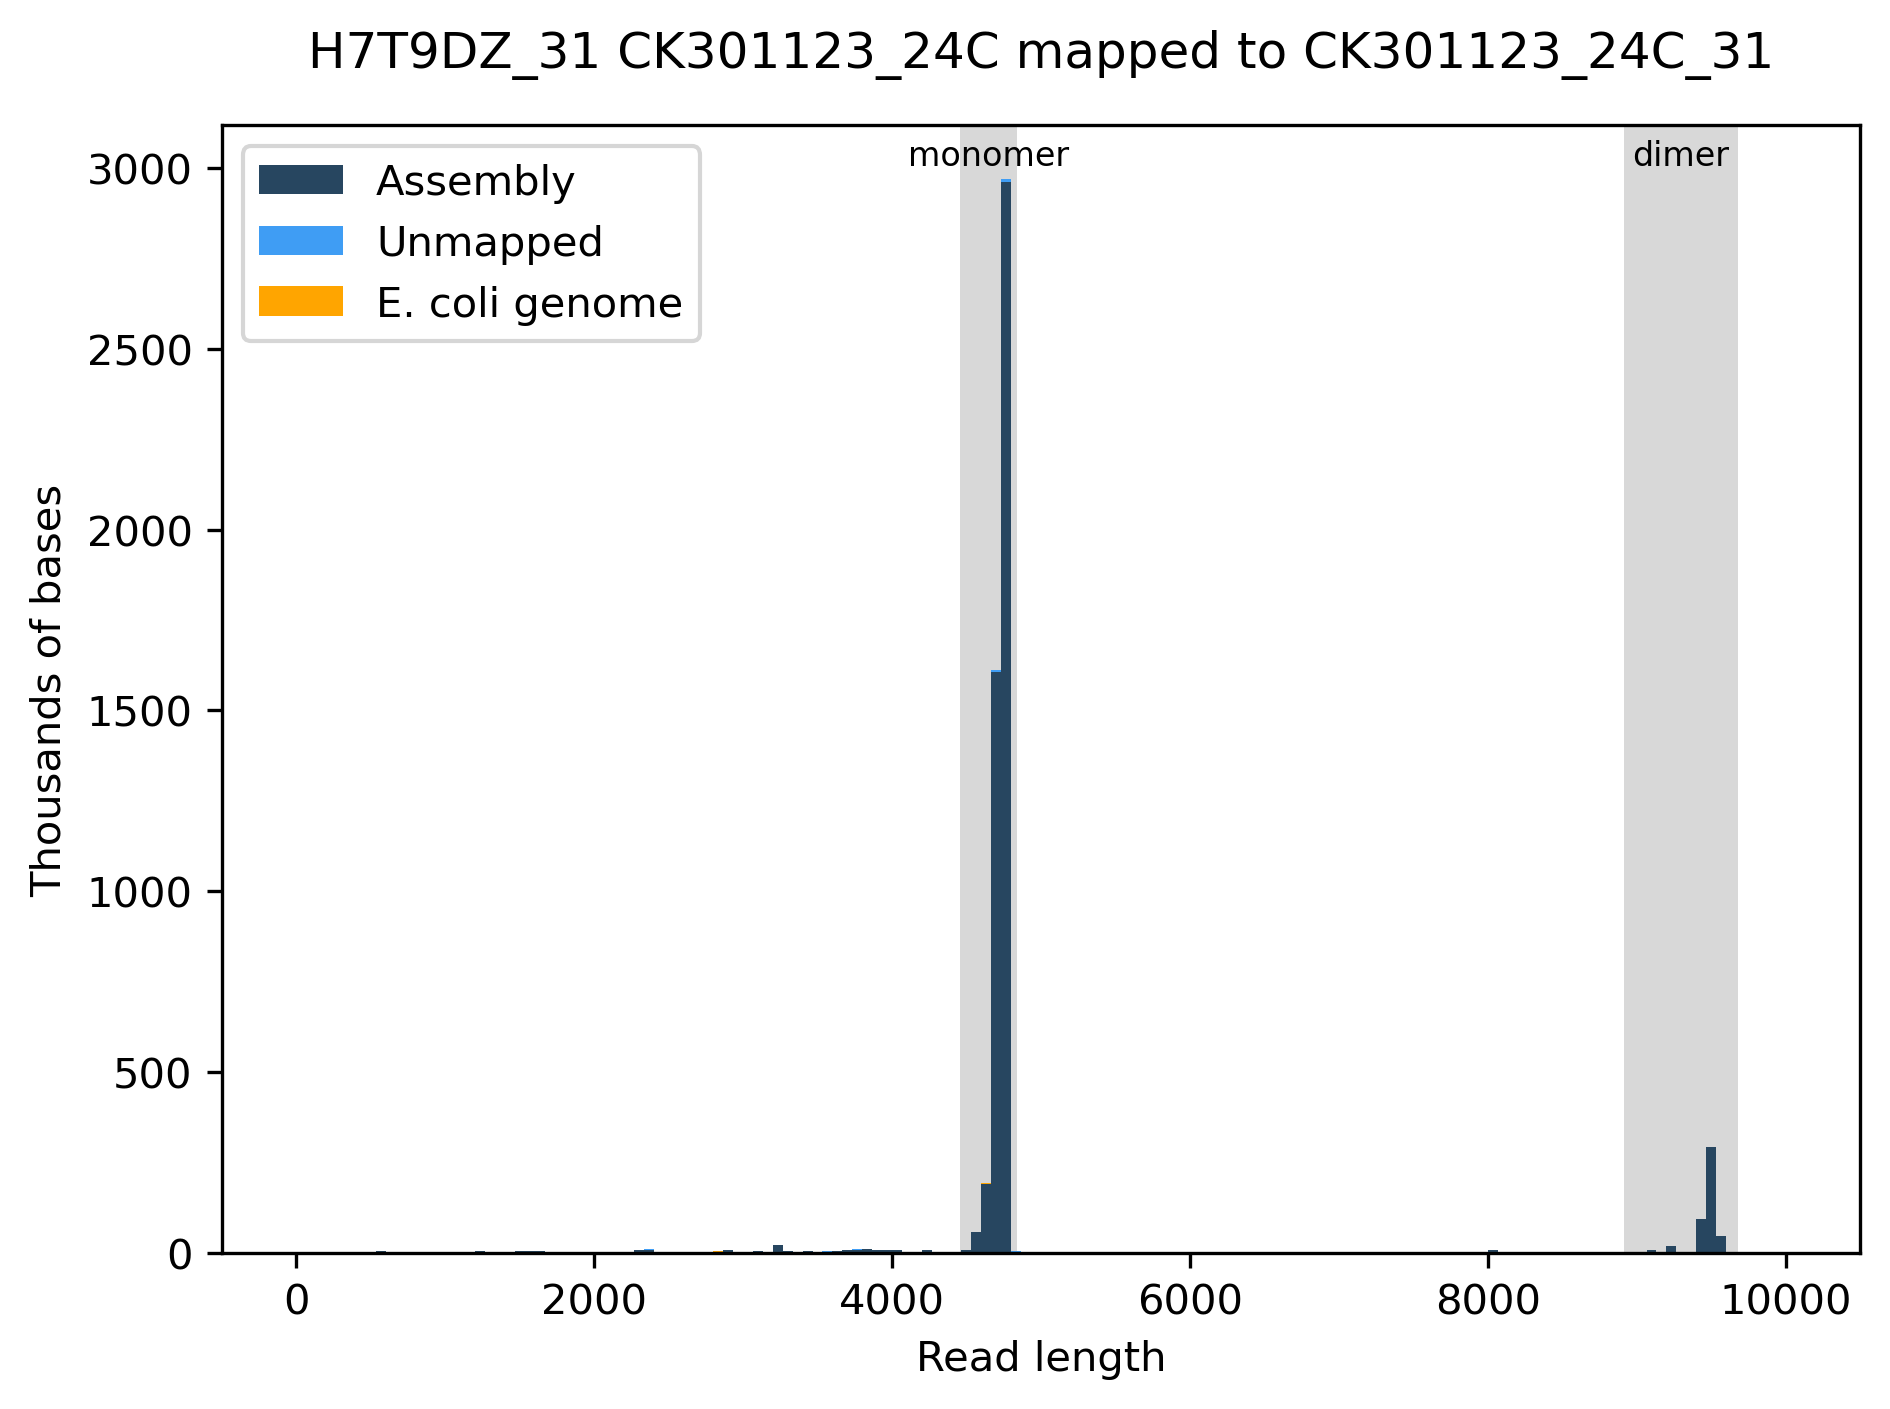 H7T9DZ_31 CK301123_24C mapped to CK301123_24C_31
Assembly
Unmapped
E. coli genome
monomer
dimer
Thousands of bases
3000
2500
2000
1500
1000
500
0
0 2000 4000 6000 8000 10000
Read length